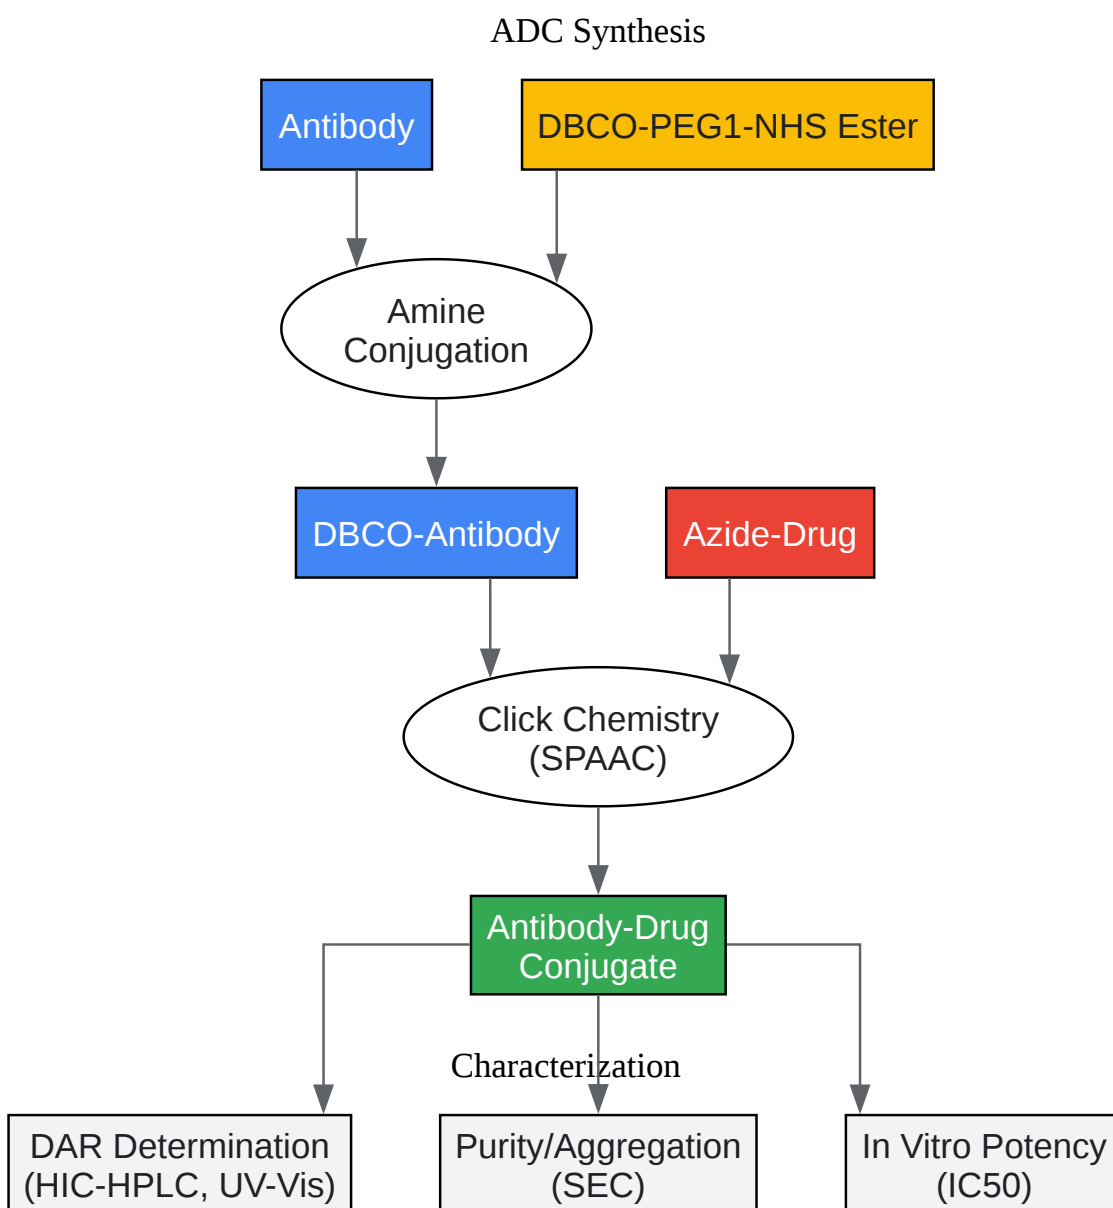 ADC Synthesis
Antibody
DBCO-PEG1-NHS Ester
Amine
Conjugation
DBCO-Antibody
Azide-Drug
Click Chemistry
(SPAAC)
Antibody-Drug
Conjugate
Characterization
DAR Determination
(HIC-HPLC, UV-Vis)
Purity/Aggregation
(SEC)
In Vitro Potency
(IC50)